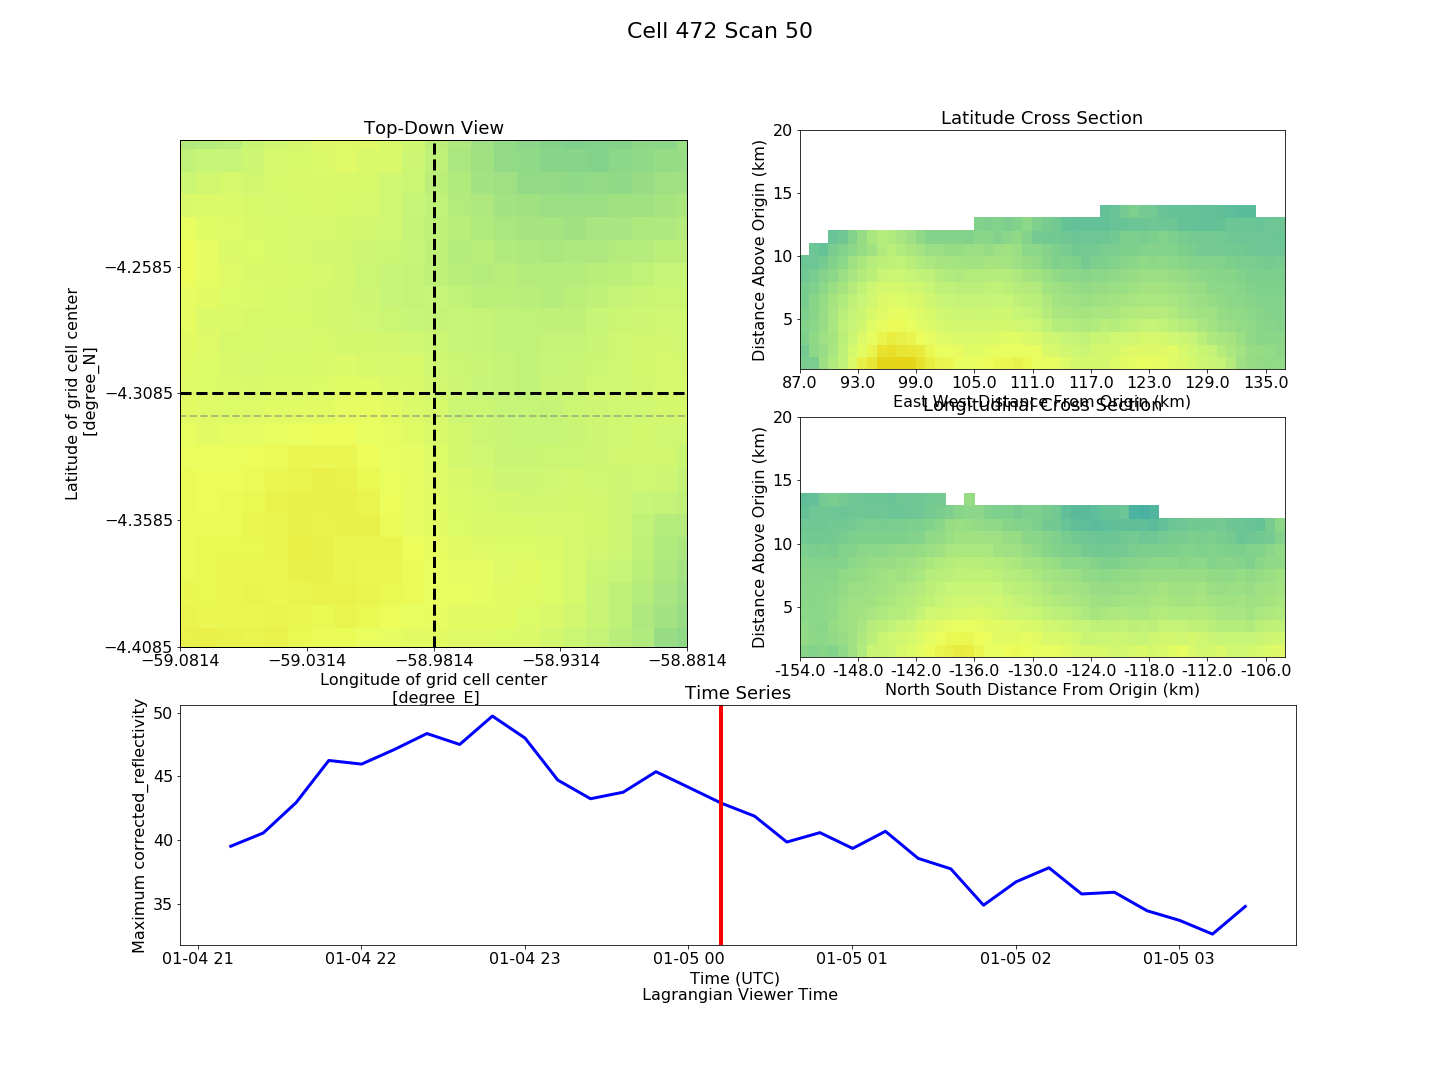 Cell 472 Scan 50
Top-Down View
Latitude of grid cell center
[degree_N]
−4.2585
−4.3085
−4.3585
−4.4085
−59.0814 −59.0314 −58.9814 −58.9314 −58.8814
Longitude of grid cell center
[degree_E]
Latitude Cross Section
Distance Above Origin (km)
20
15
10
5
87.0 93.0 99.0 105.0 111.0 117.0 123.0 129.0 135.0
East West Distance From Origin (km)
Longitudinal Cross Section
Distance Above Origin (km)
20
15
10
5
-154.0 -148.0 -142.0 -136.0 -130.0 -124.0 -118.0 -112.0 -106.0
North South Distance From Origin (km)
Time Series
Maximum corrected_reflectivity
50
45
40
35
01-04 21 01-04 22 01-04 23 01-05 00 01-05 01 01-05 02 01-05 03
Time (UTC)
Lagrangian Viewer Time